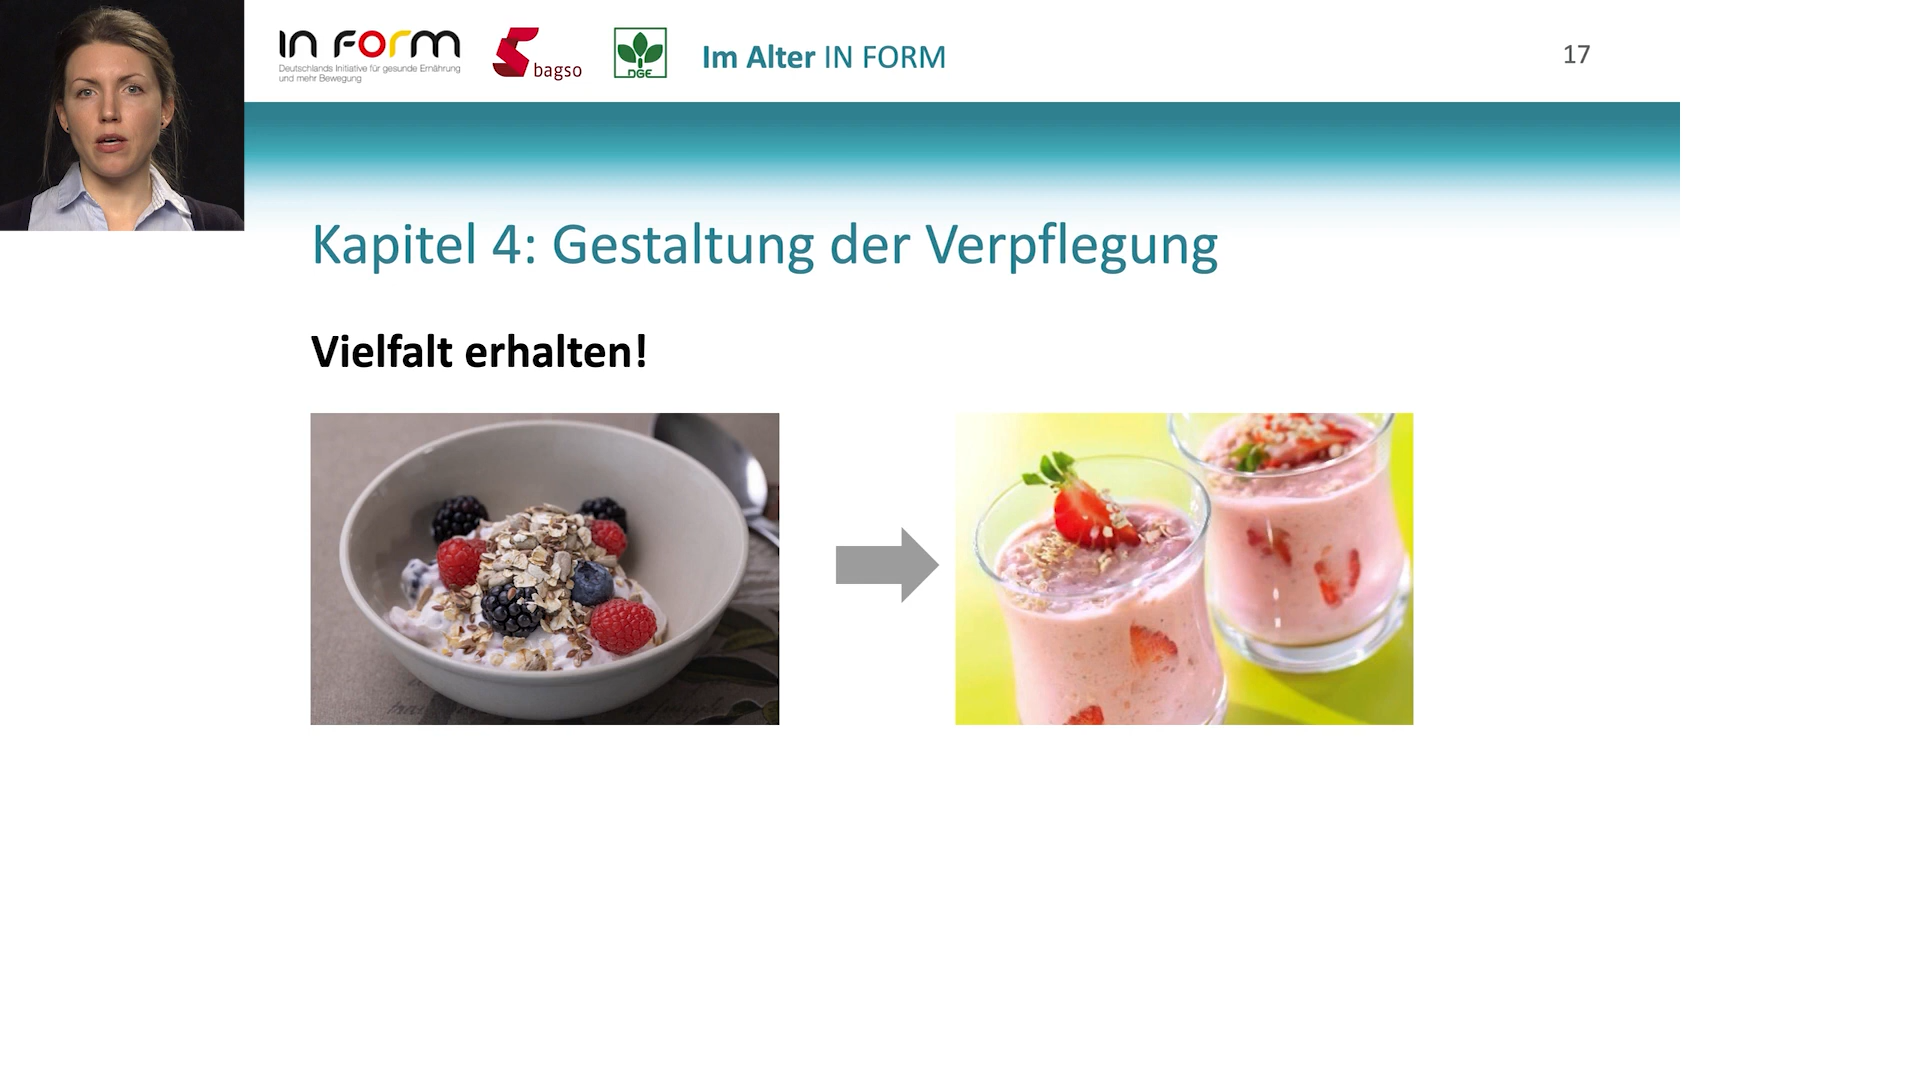 IN FORM
Deutschlands Initiative für gesunde Ernährung
und mehr Bewegung
bagso
DGE
Im Alter IN FORM
17
Kapitel 4: Gestaltung der Verpflegung
Vielfalt erhalten!